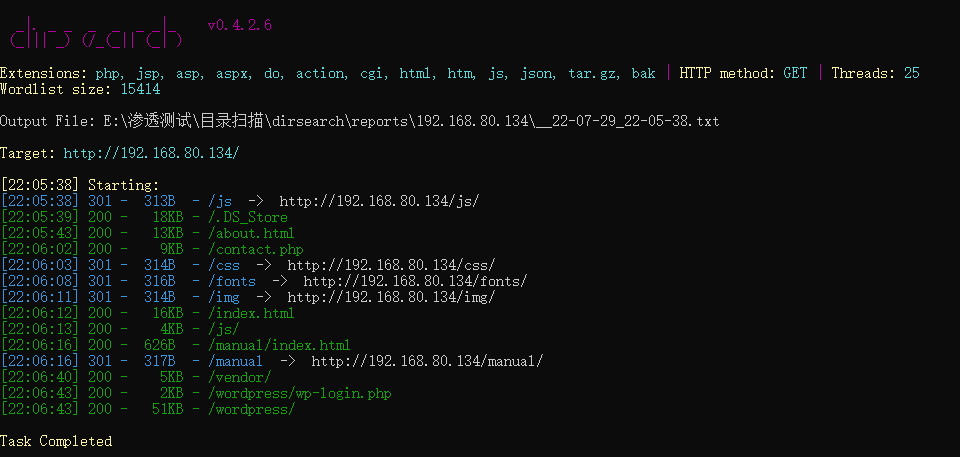 dirsearch v0.4.2.6
Extensions: php, jsp, asp, aspx, do, action, cgi, html, htm, js, json, tar.gz, bak | HTTP method: GET | Threads: 25
Wordlist size: 15414
Output File: E:\渗透测试\目录扫描\dirsearch\reports\192.168.80.134\__22-07-29_22-05-38.txt
Target: http://192.168.80.134/
[22:05:38] Starting:
[22:05:38] 301 - 313B - /js -> http://192.168.80.134/js/
[22:05:39] 200 - 18KB - /.DS_Store
[22:05:43] 200 - 13KB - /about.html
[22:06:02] 200 - 9KB - /contact.php
[22:06:03] 301 - 314B - /css -> http://192.168.80.134/css/
[22:06:08] 301 - 316B - /fonts -> http://192.168.80.134/fonts/
[22:06:11] 301 - 314B - /img -> http://192.168.80.134/img/
[22:06:12] 200 - 16KB - /index.html
[22:06:13] 200 - 4KB - /js/
[22:06:16] 200 - 626B - /manual/index.html
[22:06:16] 301 - 317B - /manual -> http://192.168.80.134/manual/
[22:06:40] 200 - 5KB - /vendor/
[22:06:43] 200 - 2KB - /wordpress/wp-login.php
[22:06:43] 200 - 51KB - /wordpress/
Task Completed